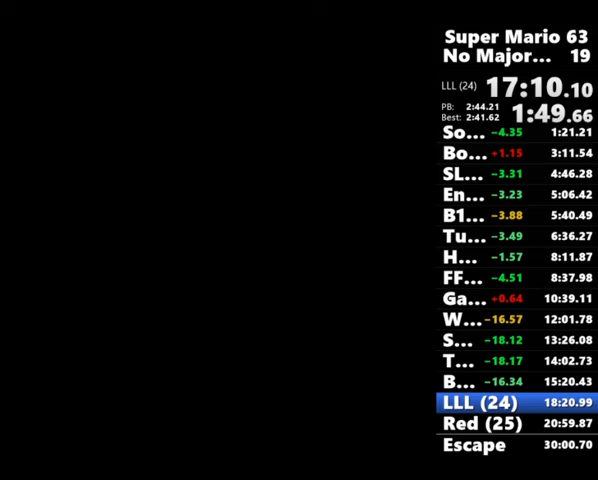 Super Mario 63
No Major... 19
LLL (24) 17:10.10
PB: 2:44.21
Best: 2:41.62 1:49.66
So... -4.35 1:21.21
Bo... +1.15 3:11.54
SL... -3.31 4:46.28
En... -3.23 5:06.42
B1... -3.88 5:40.49
Tu... -3.49 6:36.27
H... -1.57 8:11.87
FF... -4.51 8:37.98
Ga... +0.64 10:39.11
W... -16.57 12:01.78
S... -18.12 13:26.08
T... -18.17 14:02.73
B... -16.34 15:20.43
LLL (24) 18:20.99
Red (25) 20:59.87
Escape 30:00.70